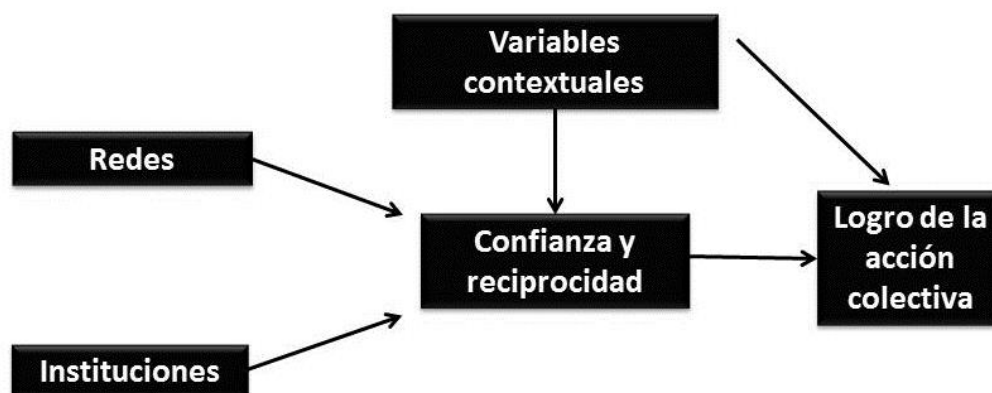 Variables
contextuales
Redes
Confianza y
reciprocidad
Logro de la
acción
colectiva
Instituciones